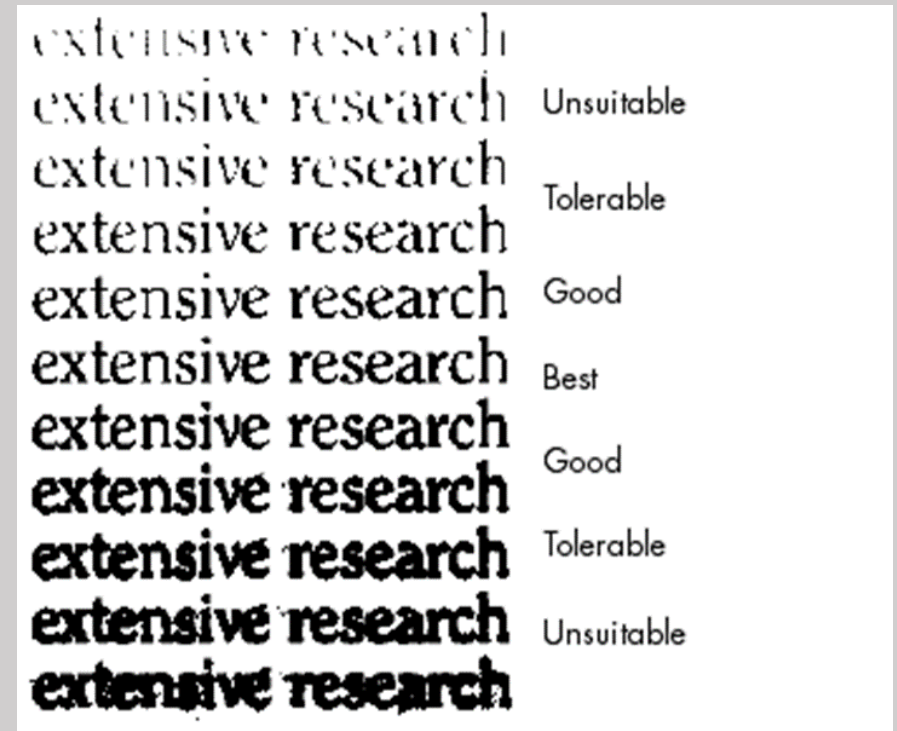 extensive research
extensive research Unsuitable
extensive research
Tolerable
extensive research
extensive research Good
extensive research
Best
extensive research
Good
extensive research
extensive research Tolerable
extensive research Unsuitable
extensive research